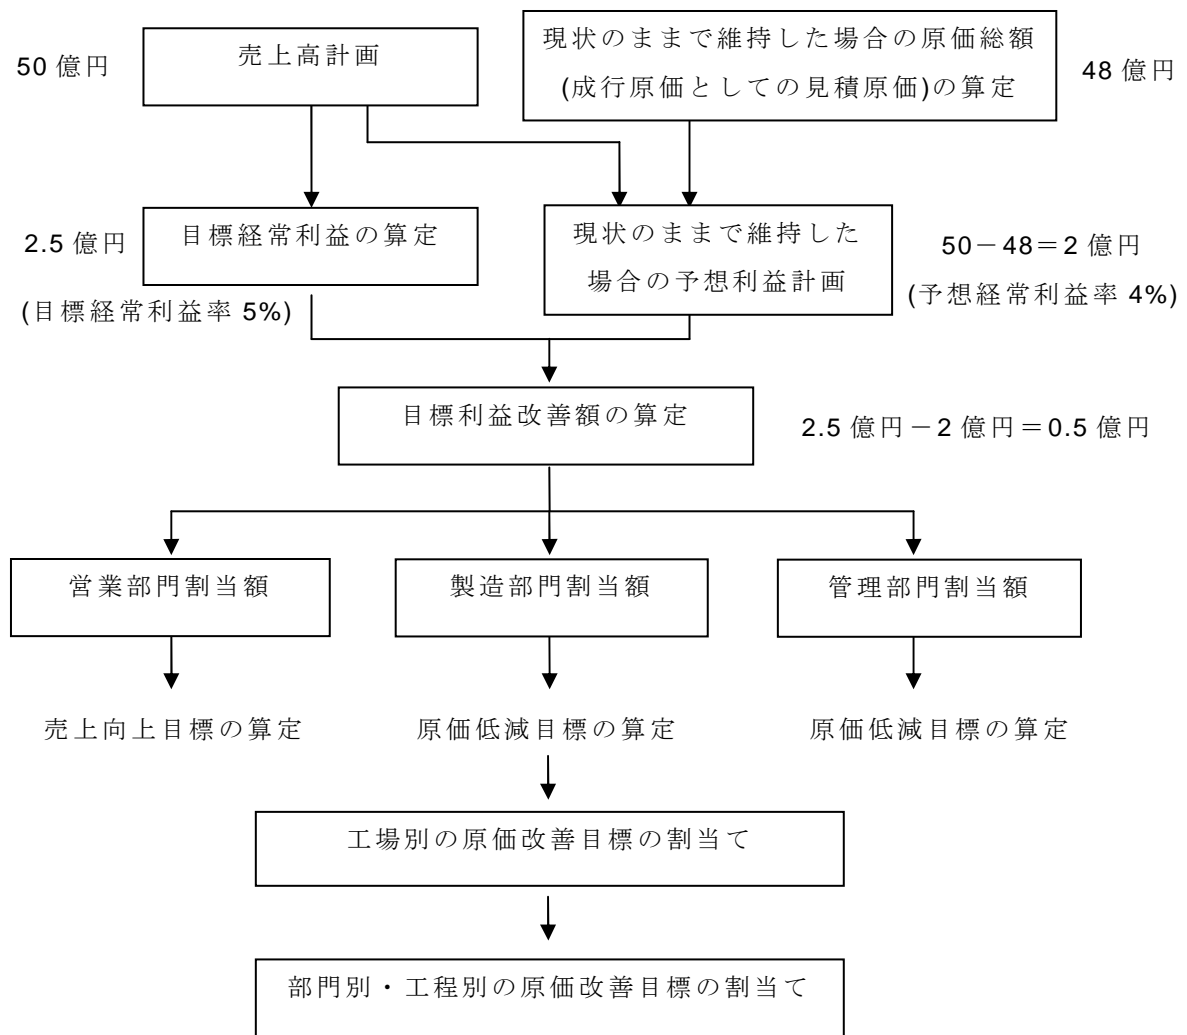 50 億円
売上高計画
現状のままで維持した場合の原価総額
(成行原価としての見積原価)の算定
48 億円
2.5 億円
(目標経常利益率 5%)
目標経常利益の算定
現状のままで維持した
場合の予想利益計画
50－48＝2 億円
(予想経常利益率 4%)
目標利益改善額の算定
2.5 億円－2 億円＝0.5 億円
営業部門割当額
製造部門割当額
管理部門割当額
売上向上目標の算定
原価低減目標の算定
原価低減目標の算定
工場別の原価改善目標の割当て
部門別・工程別の原価改善目標の割当て